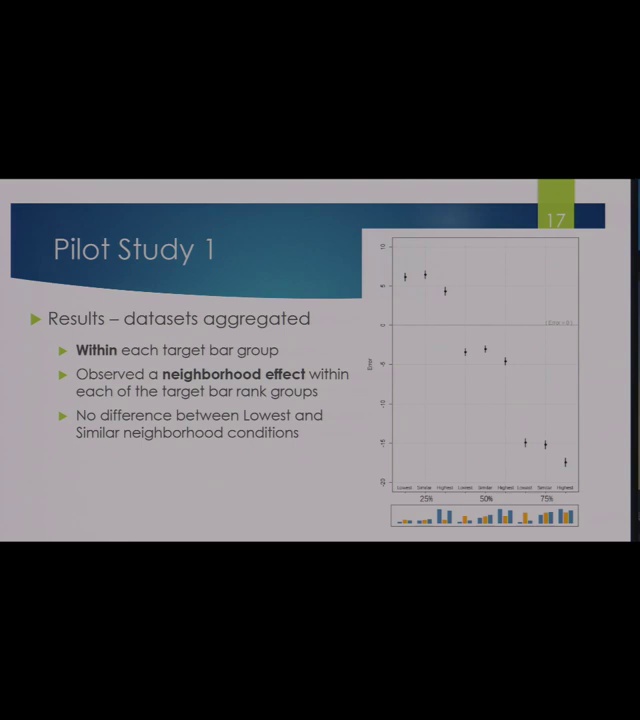 17
Pilot Study 1
Results – datasets aggregated
Within each target bar group
Observed a neighborhood effect within
each of the target bar rank groups
No difference between Lowest and
Similar neighborhood conditions
10
5
0
-5
-10
-15
-20
Error
Lowest Similar Highest Lowest Similar Highest Lowest Similar Highest
25% 50% 75%